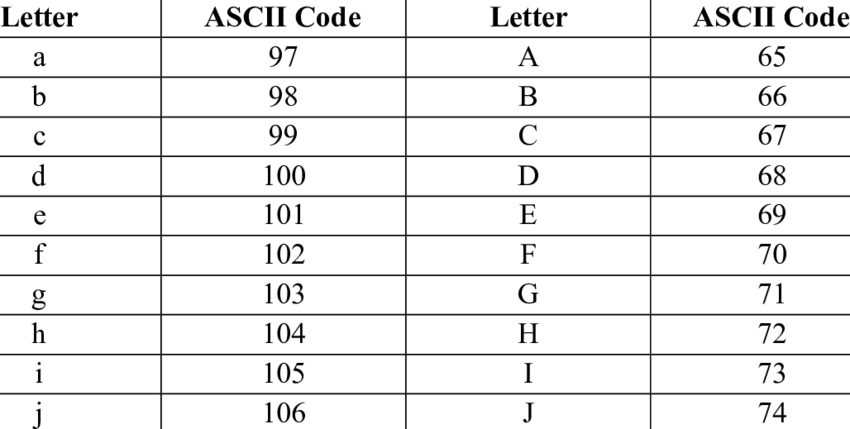 Letter ASCII Code Letter ASCII Code
a 97 A 65
b 98 B 66
c 99 C 67
d 100 D 68
e 101 E 69
f 102 F 70
g 103 G 71
h 104 H 72
i 105 I 73
j 106 J 74